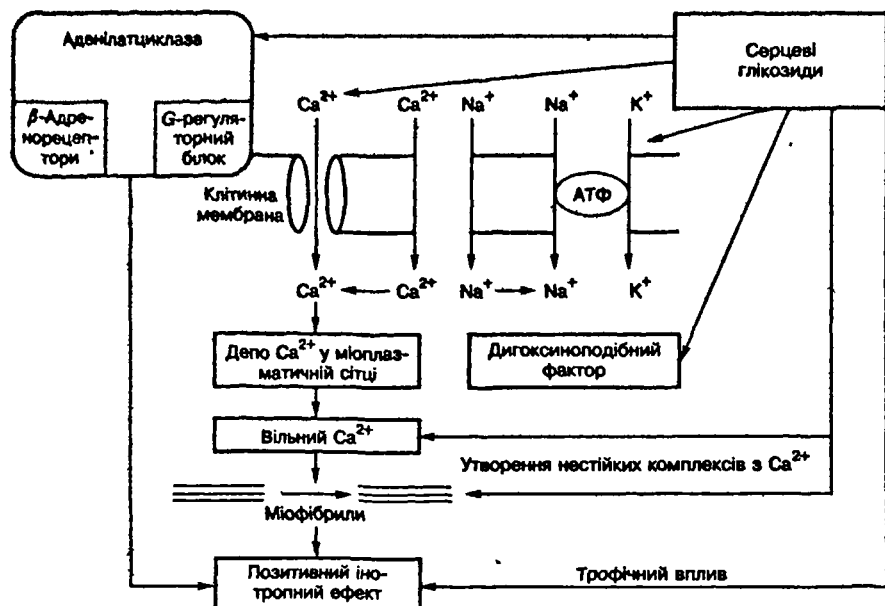 Аденілатциклаза
β-Адре-
норецеп-
тори
G-регуля-
торний
білок
Серцеві
глікозиди
Ca²⁺ Ca²⁺ Na⁺ Na⁺ K⁺
Клітинна
мембрана
АТФ
Ca²⁺ Ca²⁺ Na⁺ Na⁺ K⁺
Депо Ca²⁺ у міоплаз-
матичній сітці
Дигоксиноподібний
фактор
Вільний Ca²⁺
Утворення нестійких комплексів з Ca²⁺
Міофібрили
Позитивний іно-
тропний ефект
Трофічний вплив